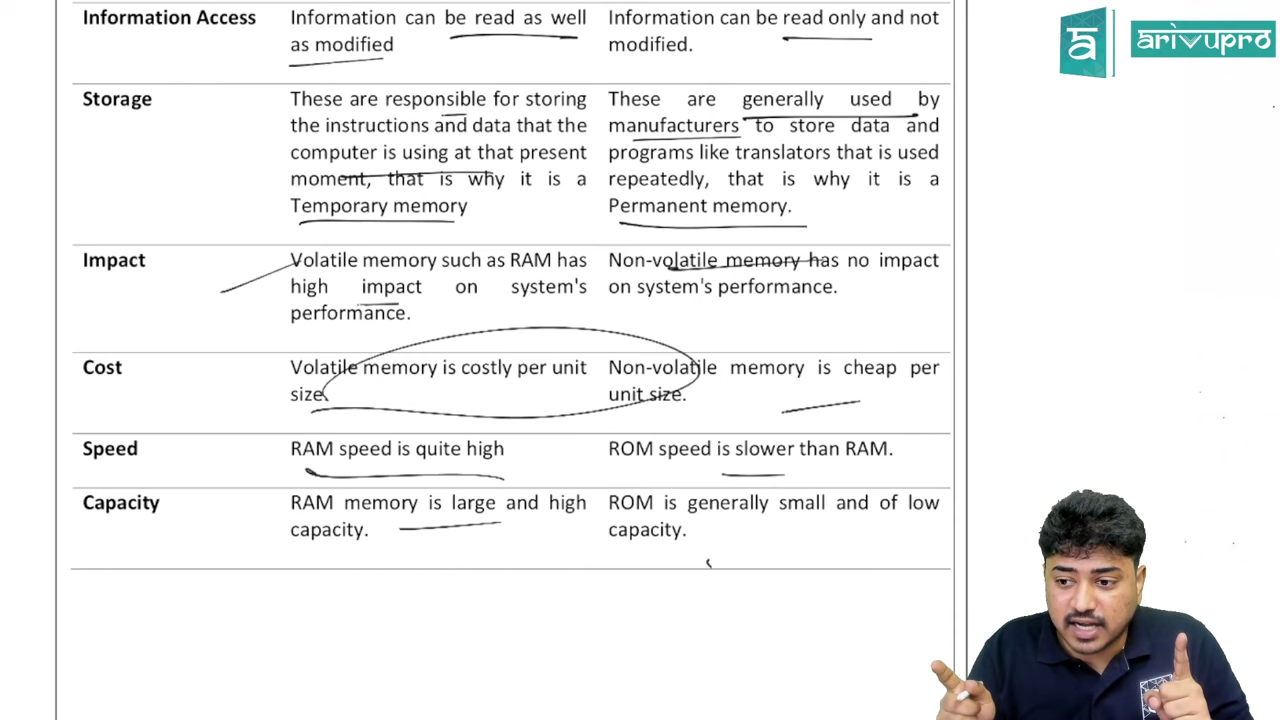 Information Access
Information can be read as well
as modified
Information can be read only and not
modified.
Storage
These are responsible for storing
the instructions and data that the
computer is using at that present
moment, that is why it is a
Temporary memory
These are generally used by
manufacturers to store data and
programs like translators that is used
repeatedly, that is why it is a
Permanent memory.
Impact
Volatile memory such as RAM has
high impact on system's
performance.
Non-volatile memory has no impact
on system's performance.
Cost
Volatile memory is costly per unit
size.
Non-volatile memory is cheap per
unit size.
Speed
RAM speed is quite high
ROM speed is slower than RAM.
Capacity
RAM memory is large and high
capacity.
ROM is generally small and of low
capacity.
arivupro